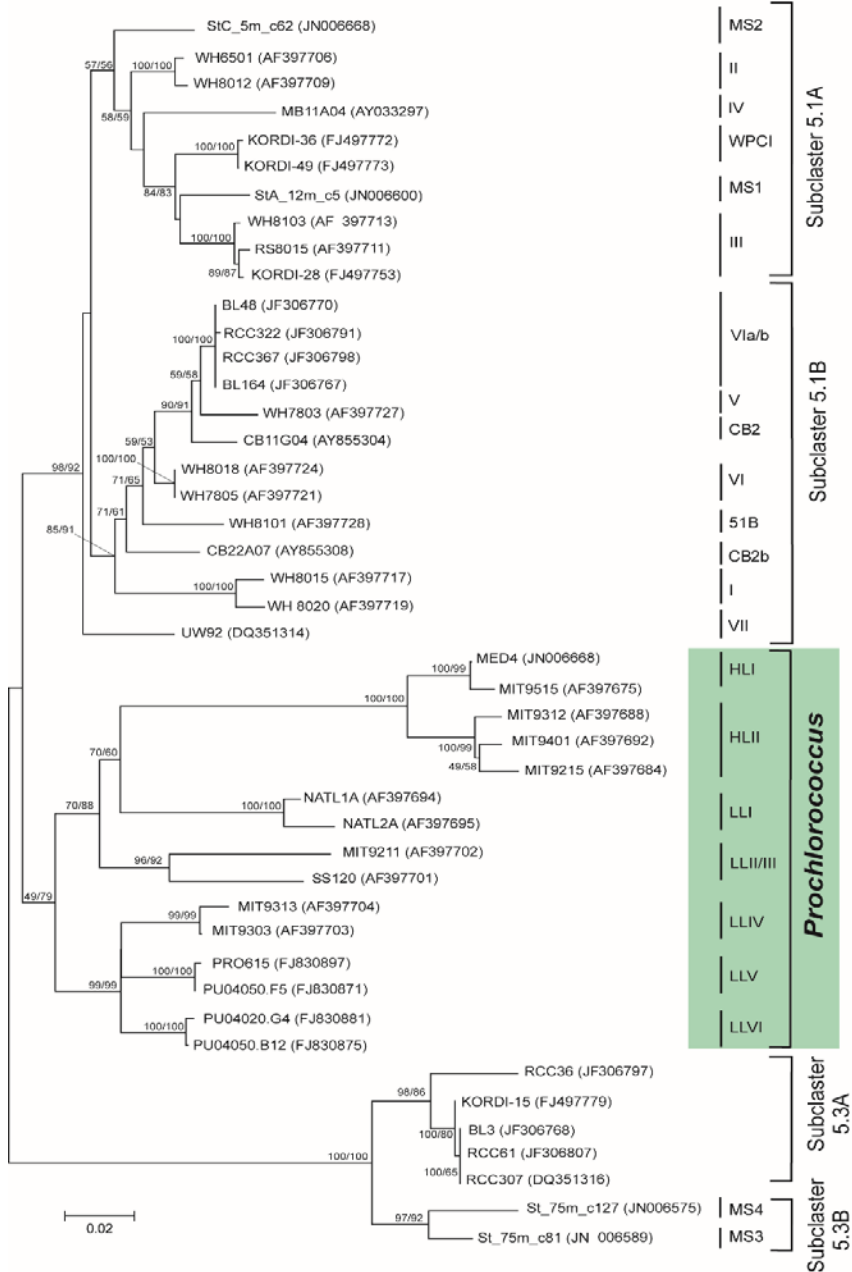 StC_5m_c62 (JN006668)
MS2
57/56
WH6501 (AF397706)
100/100
II
WH8012 (AF397709)
58/59
MB11A04 (AY033297)
IV
KORDI-36 (FJ497772)
100/100
WPCI
KORDI-49 (FJ497773)
84/83
StA_12m_c5 (JN006600)
MS1
WH8103 (AF 397713)
100/100
III
RS8015 (AF397711)
89/87
KORDI-28 (FJ497753)
Subclaster 5.1A
BL48 (JF306770)
RCC322 (JF306791)
100/100
VIa/b
RCC367 (JF306798)
59/58
BL164 (JF306767)
90/91
WH7803 (AF397727)
V
59/53
CB11G04 (AY855304)
CB2
100/100
98/92
WH8018 (AF397724)
VI
71/65
WH7805 (AF397721)
71/61
WH8101 (AF397728)
51B
85/91
CB22A07 (AY855308)
CB2b
WH8015 (AF397717)
100/100
I
WH 8020 (AF397719)
UW92 (DQ351314)
VII
Subclaster 5.1B
MED4 (JN006668)
100/99
HLI
MIT9515 (AF397675)
100/100
MIT9312 (AF397688)
HLII
100/99
MIT9401 (AF397692)
49/58
MIT9215 (AF397684)
70/60
NATL1A (AF397694)
70/88
100/100
LLI
NATL2A (AF397695)
MIT9211 (AF397702)
96/92
LLII/III
SS120 (AF397701)
49/79
MIT9313 (AF397704)
99/99
LLIV
MIT9303 (AF397703)
PRO615 (FJ830897)
100/100
LLV
99/99
PU04050.F5 (FJ830871)
PU04020.G4 (FJ830881)
100/100
LLVI
PU04050.B12 (FJ830875)
Prochlorococcus
RCC36 (JF306797)
98/86
KORDI-15 (FJ497779)
BL3 (JF306768)
100/80
RCC61 (JF306807)
100/100
100/65
RCC307 (DQ351316)
Subclaster
5.3A
St_75m_c127 (JN006575)
MS4
97/92
St_75m_c81 (JN 006589)
MS3
Subclaster
5.3B
0.02